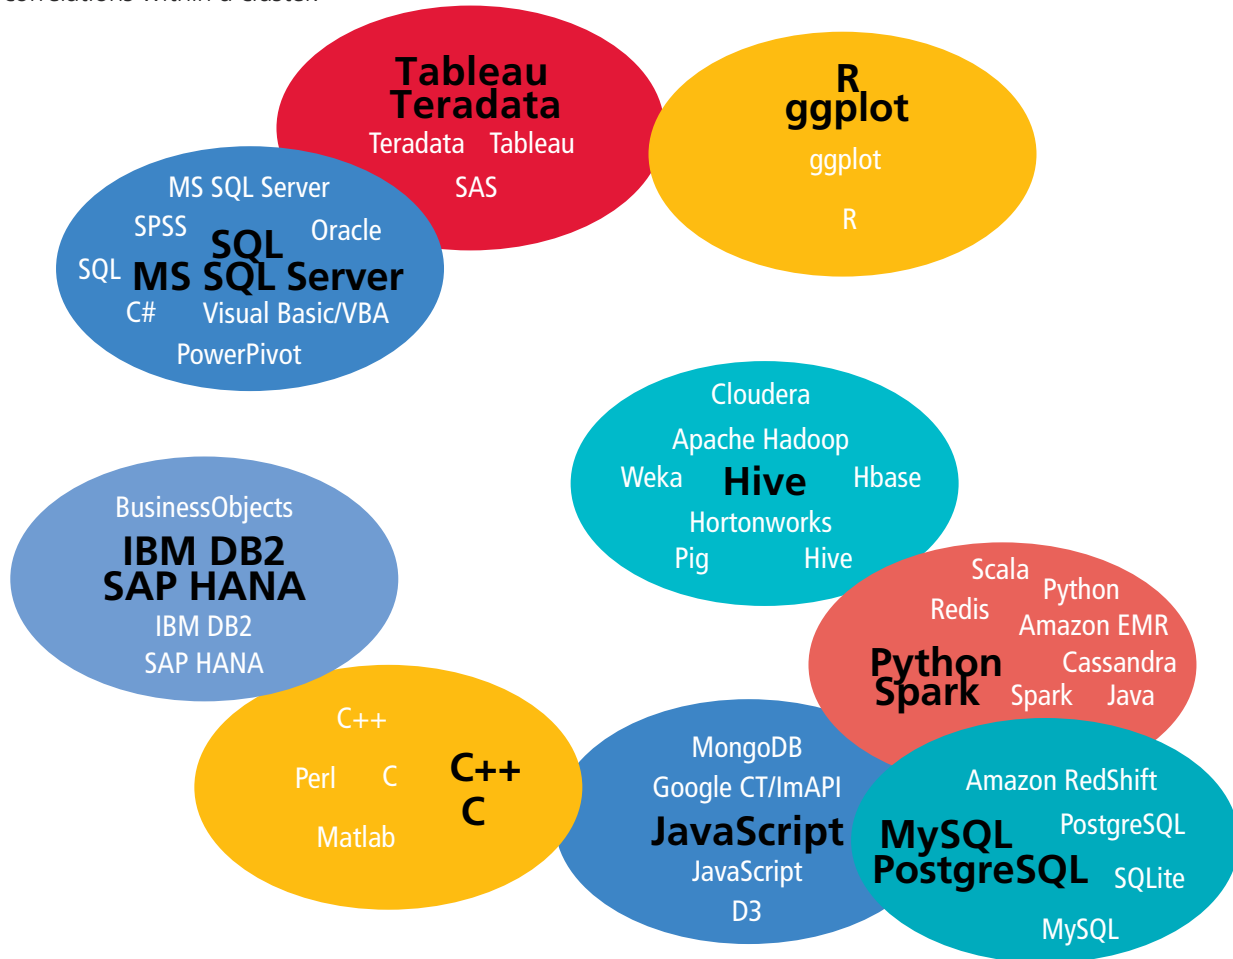 correlations within a cluster.
Tableau
Teradata
Teradata Tableau
SAS
R
ggplot
ggplot
R
MS SQL Server
SPSS
Oracle
SQL
SQL
MS SQL Server
C#
Visual Basic/VBA
PowerPivot
Cloudera
Apache Hadoop
Weka
Hive
Hbase
Hortonworks
Pig
Hive
BusinessObjects
IBM DB2
SAP HANA
IBM DB2
SAP HANA
Scala
Python
Redis
Amazon EMR
Python
Spark
Cassandra
Spark
Java
C++
Perl
C
C++
C
Matlab
MongoDB
Google CT/ImAPI
JavaScript
JavaScript
D3
Amazon RedShift
MySQL
PostgreSQL
PostgreSQL
SQLite
MySQL